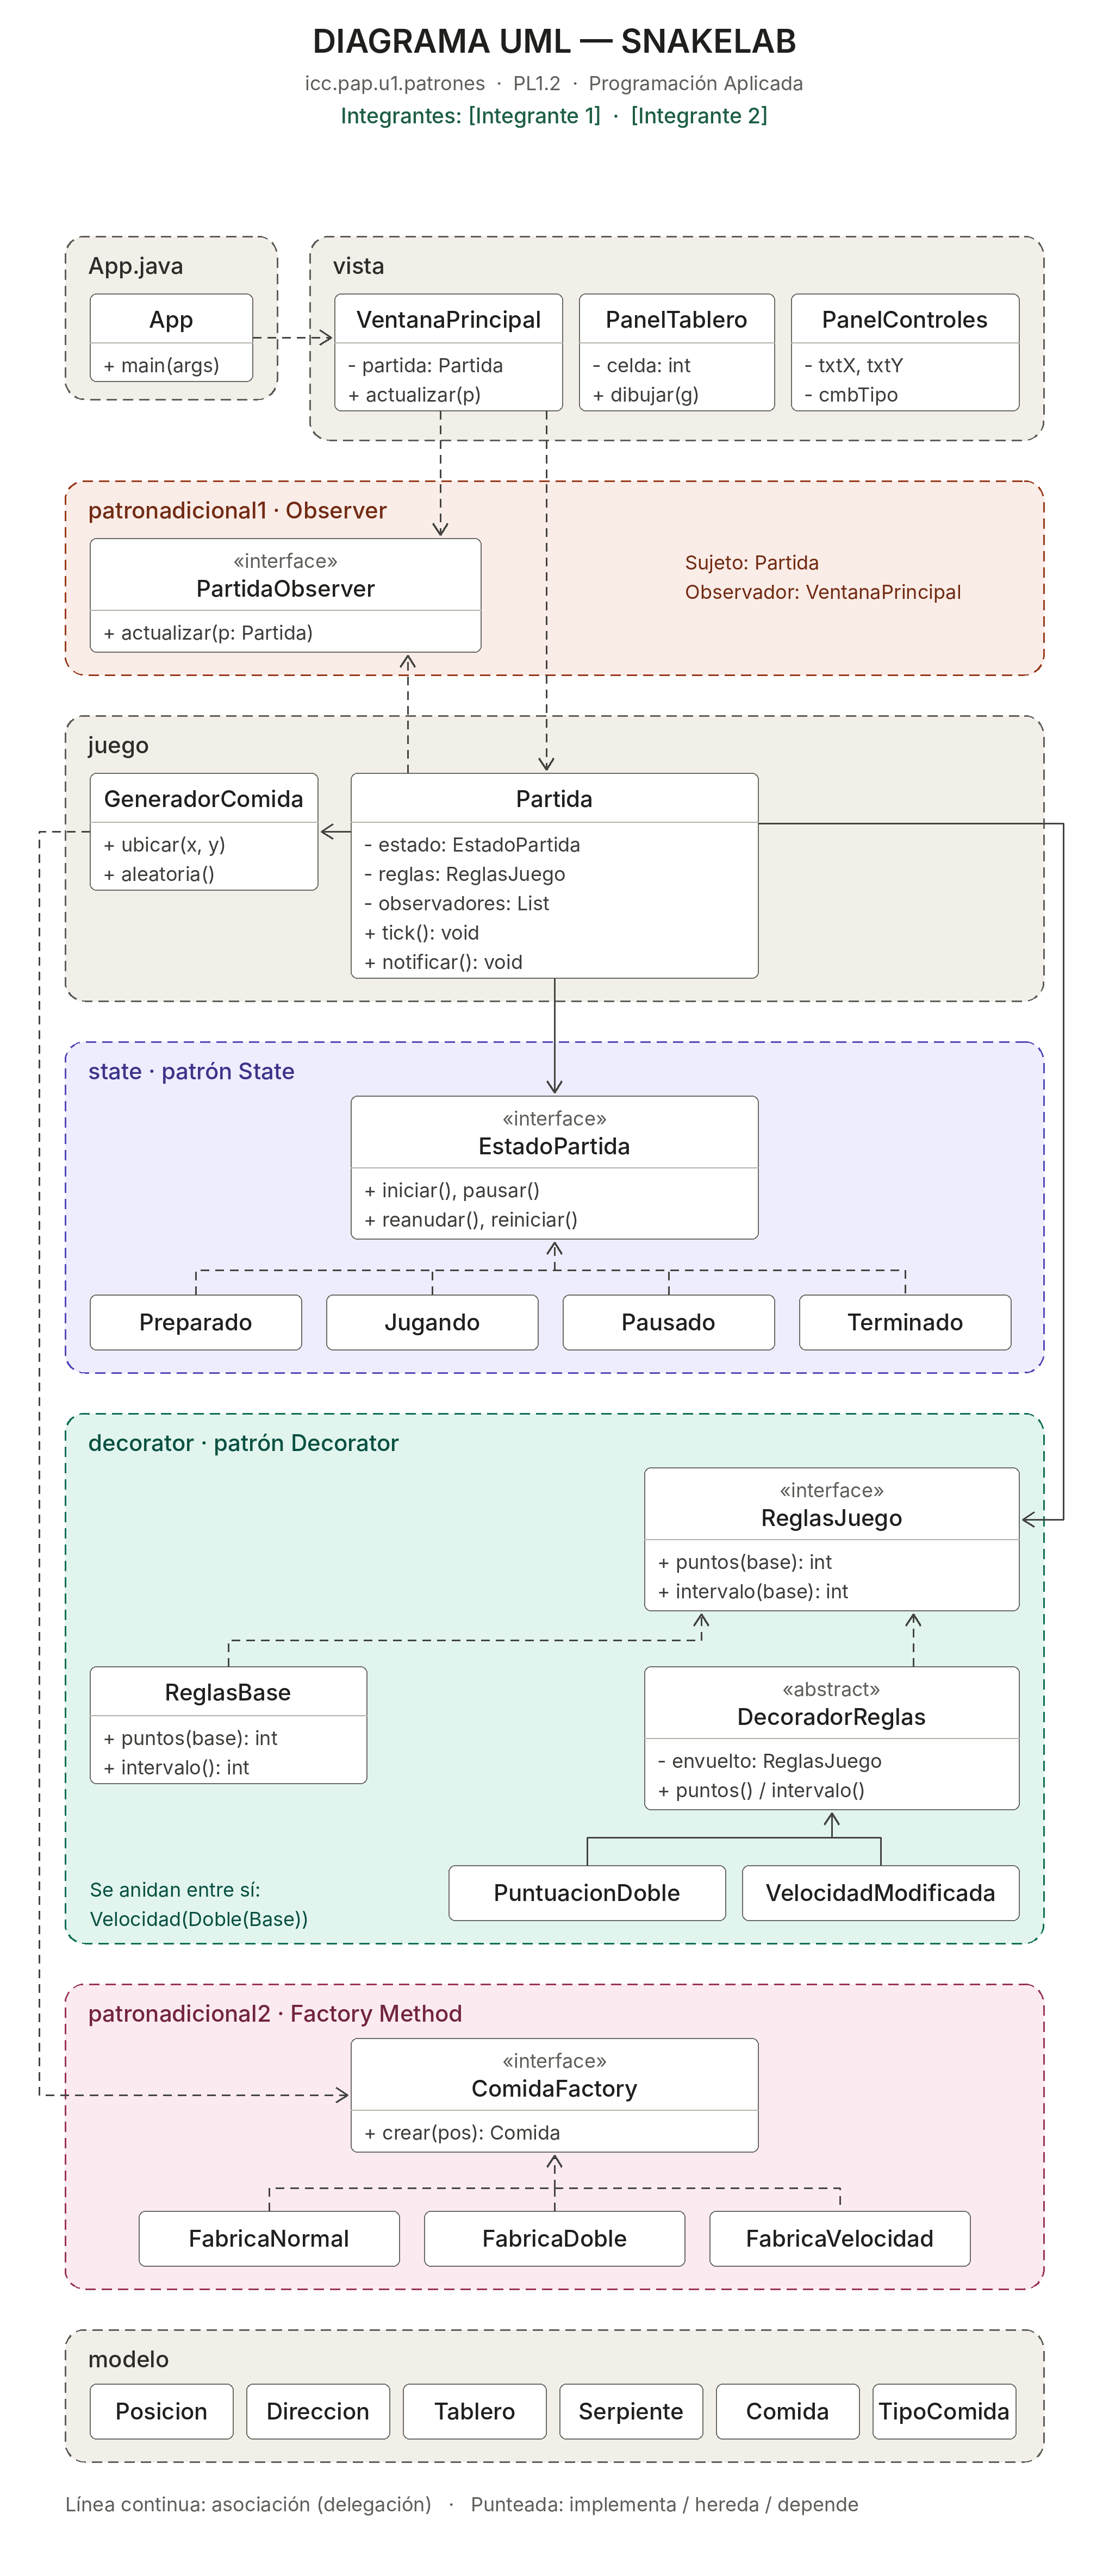 DIAGRAMA UML — SNAKELAB
icc.pap.u1.patrones · PL1.2 · Programación Aplicada
Integrantes: [Integrante 1] · [Integrante 2]
App.java
App
+ main(args)
vista
VentanaPrincipal
- partida: Partida
+ actualizar(p)
PanelTablero
- celda: int
+ dibujar(g)
PanelControles
- txtX, txtY
- cmbTipo
patronadicional1 · Observer
«interface»
PartidaObserver
+ actualizar(p: Partida)
Sujeto: Partida
Observador: VentanaPrincipal
juego
GeneradorComida
+ ubicar(x, y)
+ aleatoria()
Partida
- estado: EstadoPartida
- reglas: ReglasJuego
- observadores: List
+ tick(): void
+ notificar(): void
state · patrón State
«interface»
EstadoPartida
+ iniciar(), pausar()
+ reanudar(), reiniciar()
Preparado
Jugando
Pausado
Terminado
decorator · patrón Decorator
«interface»
ReglasJuego
+ puntos(base): int
+ intervalo(base): int
ReglasBase
+ puntos(base): int
+ intervalo(): int
«abstract»
DecoradorReglas
- envuelto: ReglasJuego
+ puntos() / intervalo()
Se anidan entre sí:
Velocidad(Doble(Base))
PuntuacionDoble
VelocidadModificada
patronadicional2 · Factory Method
«interface»
ComidaFactory
+ crear(pos): Comida
FabricaNormal
FabricaDoble
FabricaVelocidad
modelo
Posicion
Direccion
Tablero
Serpiente
Comida
TipoComida
Línea continua: asociación (delegación) · Punteada: implementa / hereda / depende